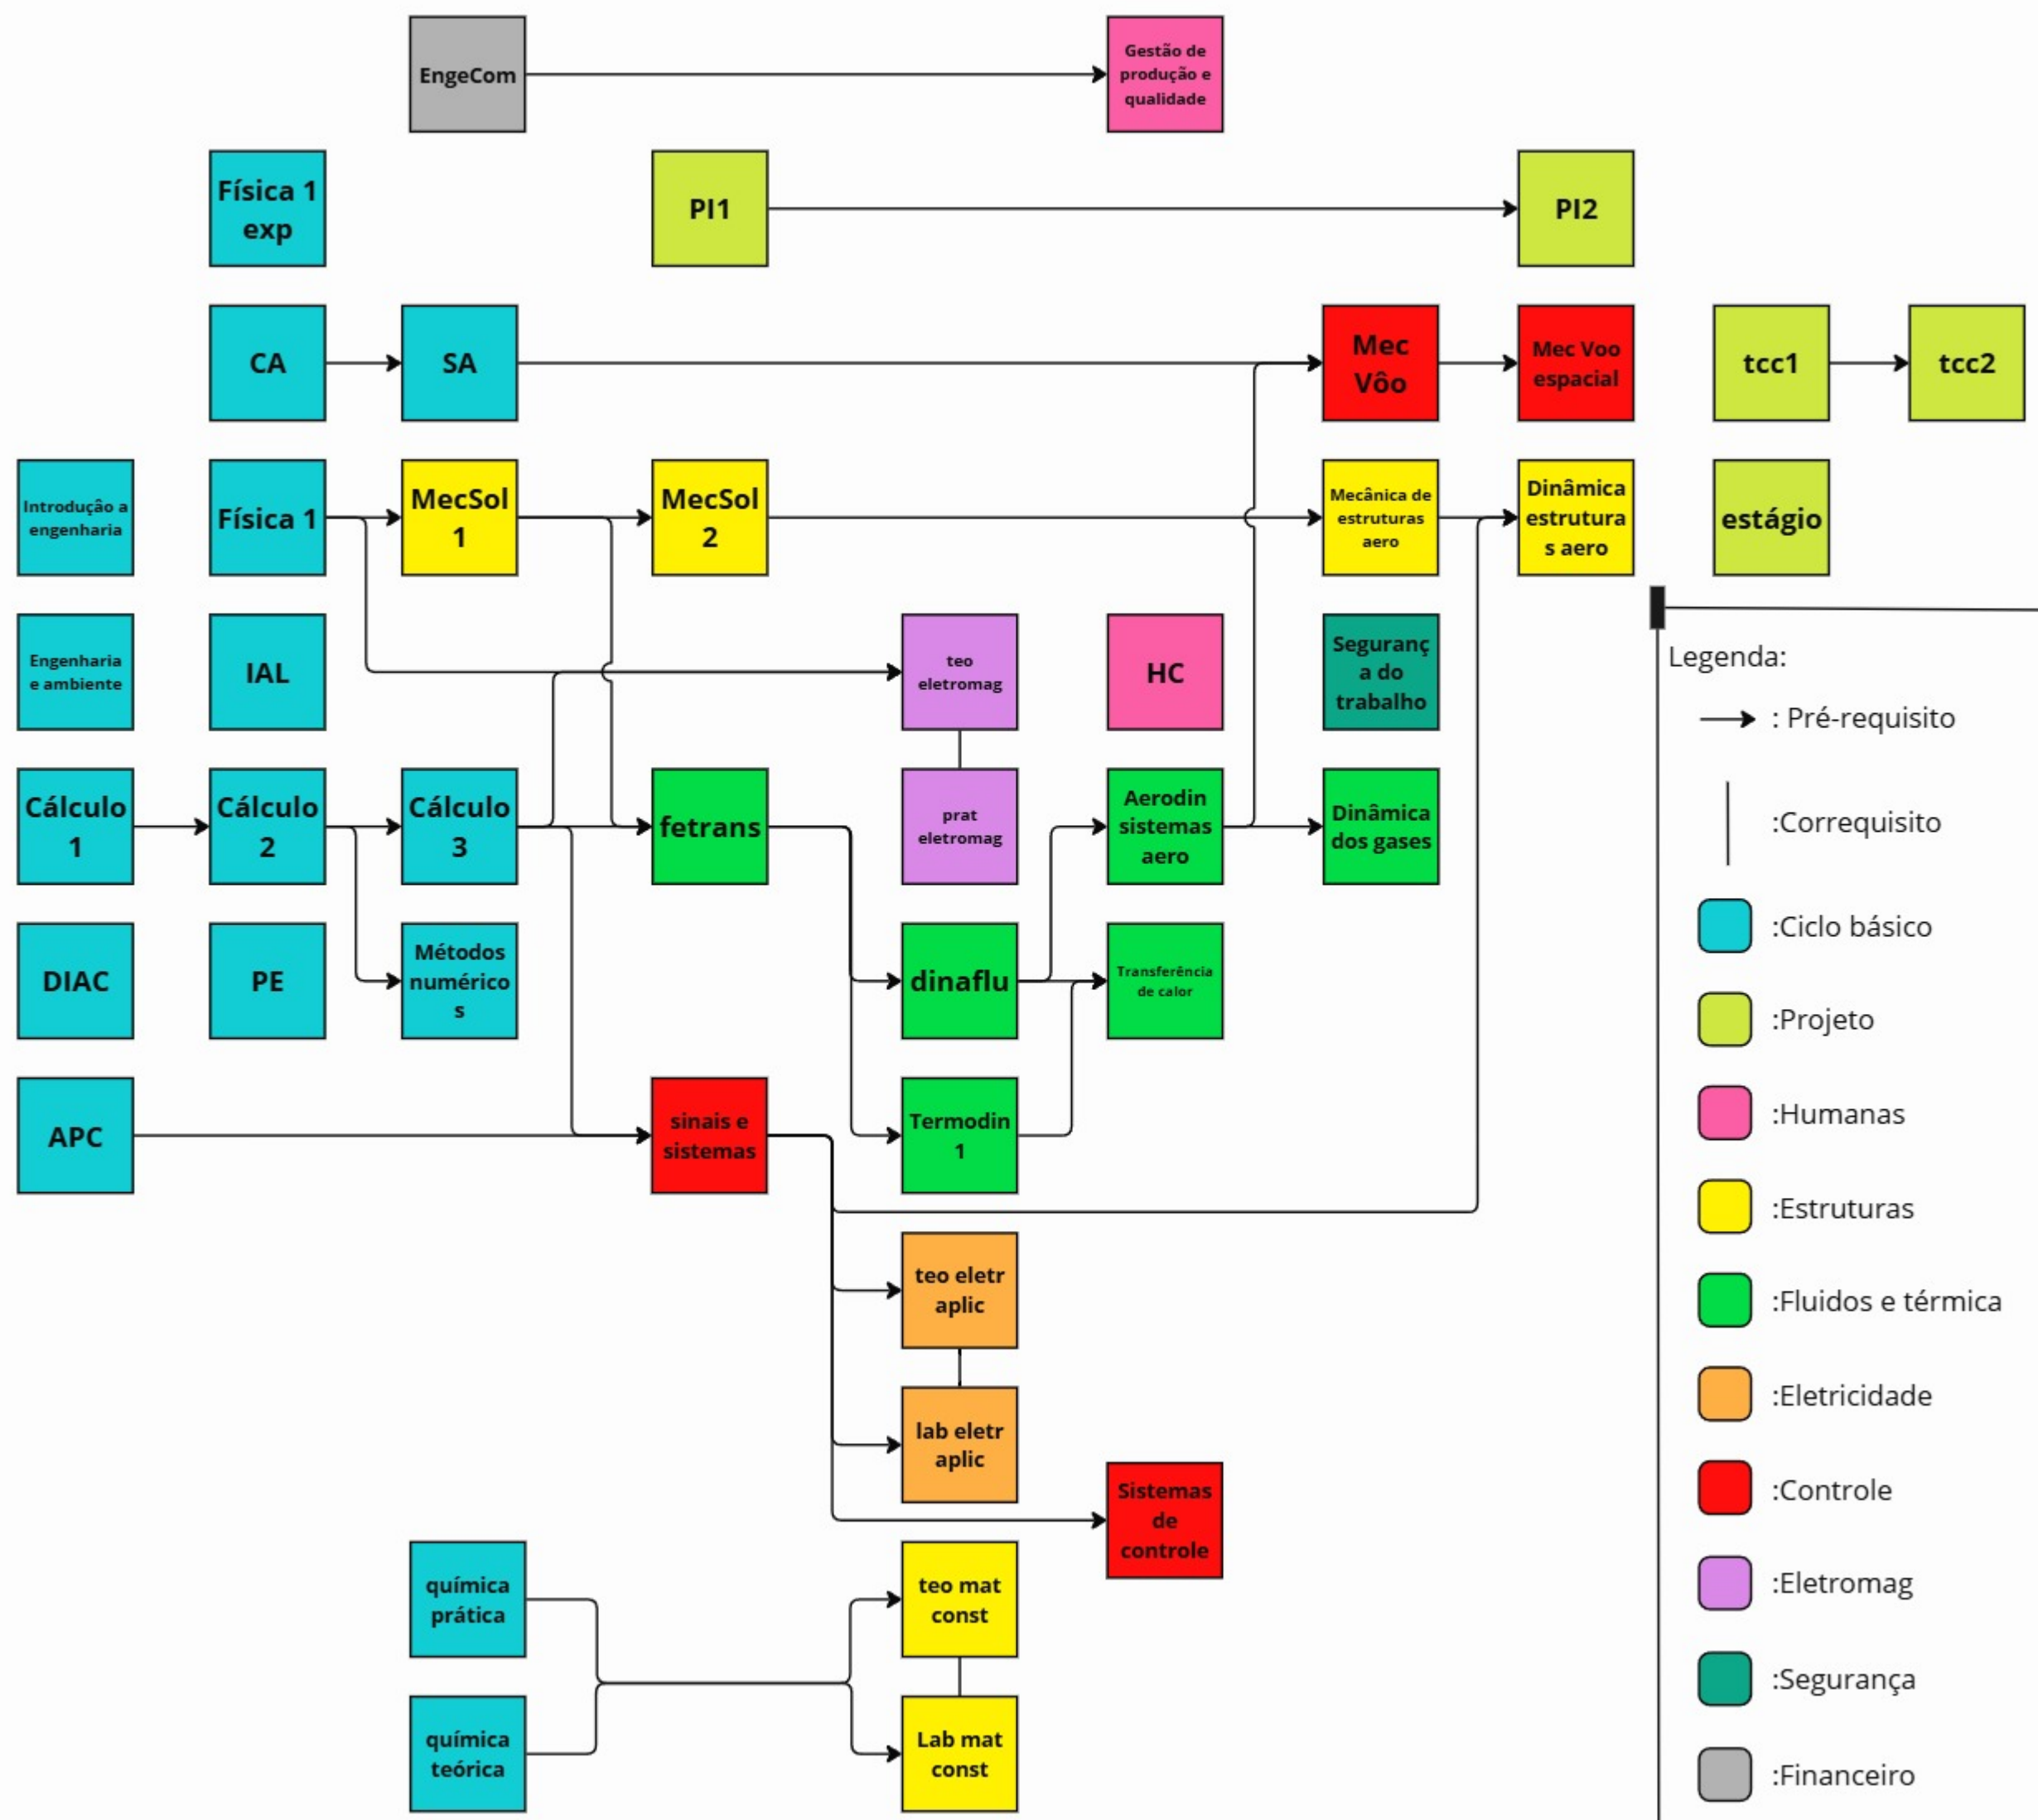 EngeCom
Gestão de
produção e
qualidade
Física 1
exp
PI1
PI2
CA
SA
Mec
Vôo
Mec Voo
espacial
tcc1
tcc2
Introdução a
engenharia
Física 1
MecSol
1
MecSol
2
Mecânica de
estruturas
aero
Dinâmica
estrutura
s aero
estágio
Engenharia
e ambiente
IAL
teo
eletromag
HC
Seguranç
a do
trabalho
Cálculo
1
Cálculo
2
Cálculo
3
fetrans
prat
eletromag
Aerodin
sistemas
aero
Dinâmica
dos gases
DIAC
PE
Métodos
numérico
s
dinaflu
Transferência
de calor
APC
sinais e
sistemas
Termodin
1
teo eletr
aplic
lab eletr
aplic
Sistemas
de
controle
química
prática
teo mat
const
química
teórica
Lab mat
const
Legenda:
: Pré-requisito
:Correquisito
:Ciclo básico
:Projeto
:Humanas
:Estruturas
:Fluidos e térmica
:Eletricidade
:Controle
:Eletromag
:Segurança
:Financeiro